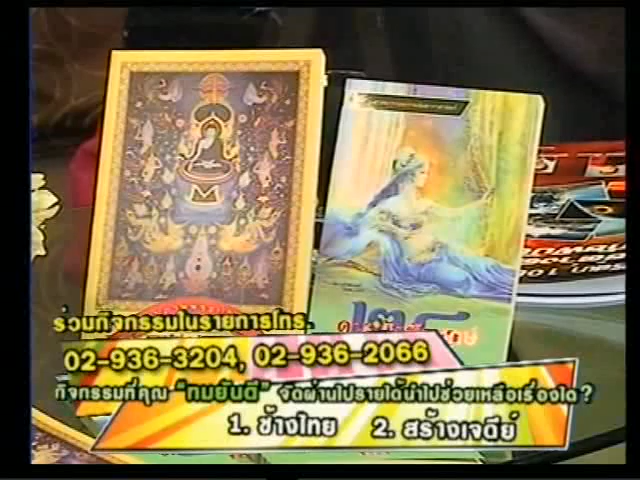 ร่วมกิจกรรมในรายการโทร.
02-936-3204, 02-936-2066
กิจกรรมที่คุณ "ทมยันตี" จัดผ่านไปรายได้นำไปช่วยเหลือเรื่องใด?
1. ช้างไทย 2. สร้างเจดีย์